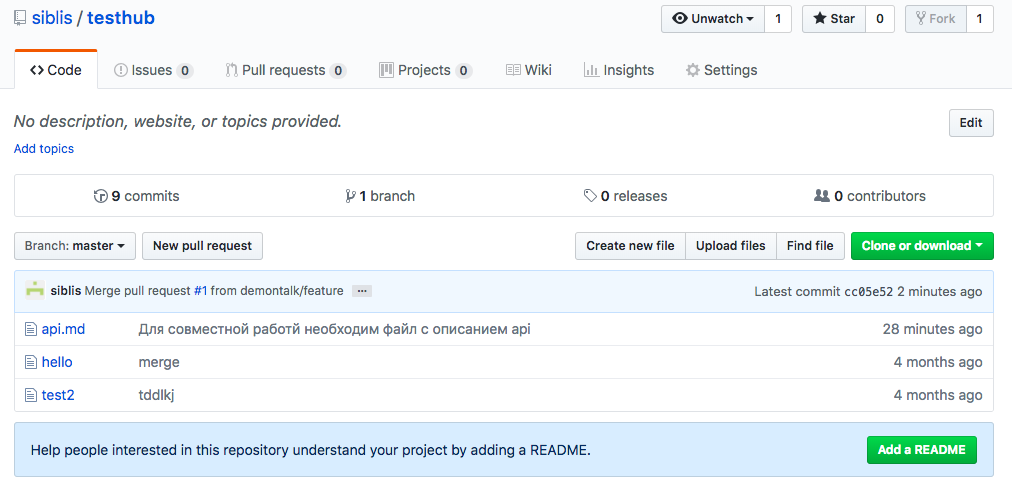 siblis / testhub Unwatch 1 Star 0 Fork 1
Code Issues 0 Pull requests 0 Projects 0 Wiki Insights Settings
No description, website, or topics provided. Edit
Add topics
9 commits 1 branch 0 releases 0 contributors
Branch: master New pull request Create new file Upload files Find file Clone or download
siblis Merge pull request #1 from demontalk/feature ... Latest commit cc05e52 2 minutes ago
api.md Для совместной работй необходим файл с описанием api 28 minutes ago
hello merge 4 months ago
test2 tddlkj 4 months ago
Help people interested in this repository understand your project by adding a README. Add a README